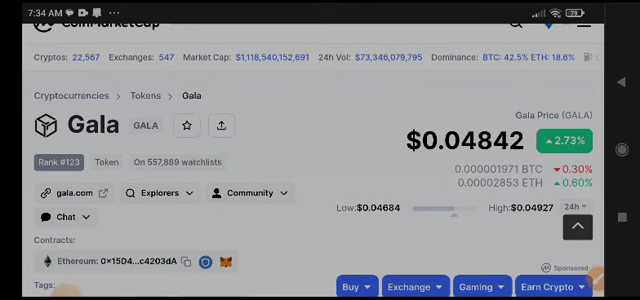 7:34 AM
79
CoinMarketCap
Cryptos: 22,567 Exchanges: 547 Market Cap: $1,118,540,152,691 24h Vol: $73,346,079,795 Dominance: BTC: 42.5% ETH: 18.6%
Cryptocurrencies > Tokens > Gala
Gala GALA
Gala Price (GALA)
$0.04842 2.73%
Rank #123 Token On 557,889 watchlists
0.000001971 BTC 0.30%
0.00002853 ETH 0.60%
gala.com Explorers Community
Low: $0.04684 High: $0.04927 24h
Chat
Contracts:
Ethereum: 0x15D4...c4203dA
Sponsored
Tags:
Buy Exchange Gaming Earn Crypto